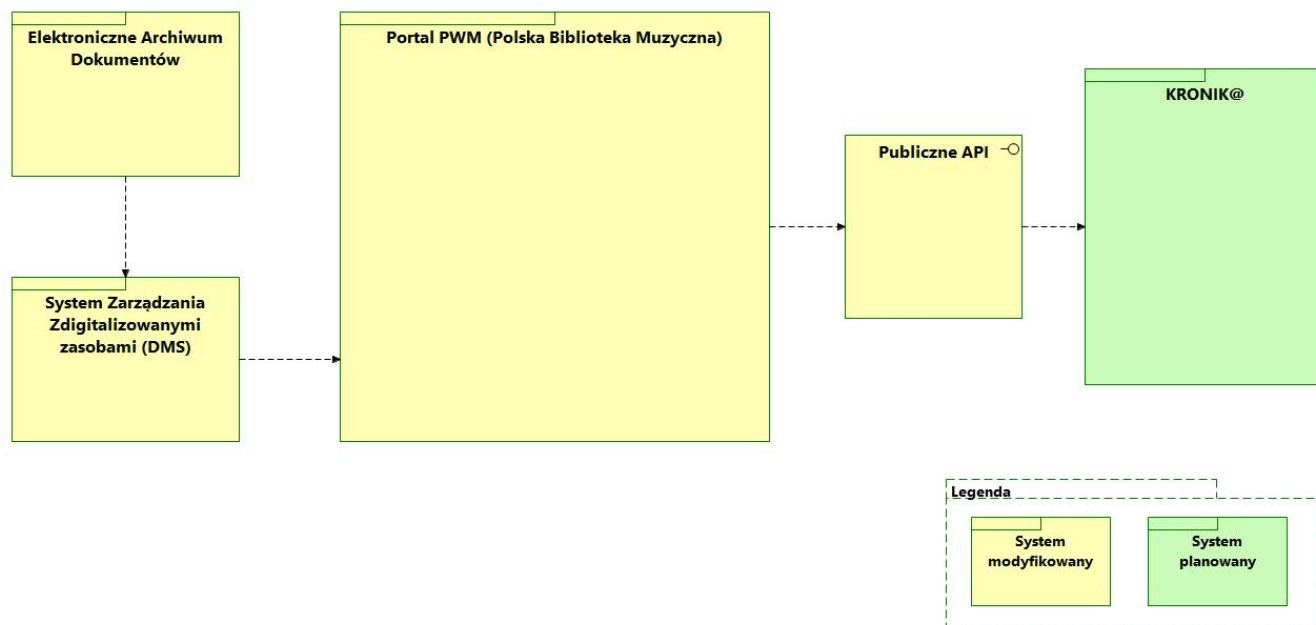 Elektroniczne Archiwum
Dokumentów
Portal PWM (Polska Biblioteka Muzyczna)
KRONIK@
Publiczne API
System Zarządzania
Zdigitalizowanymi
zasobami (DMS)
Legenda
System
modyfikowany
System
planowany